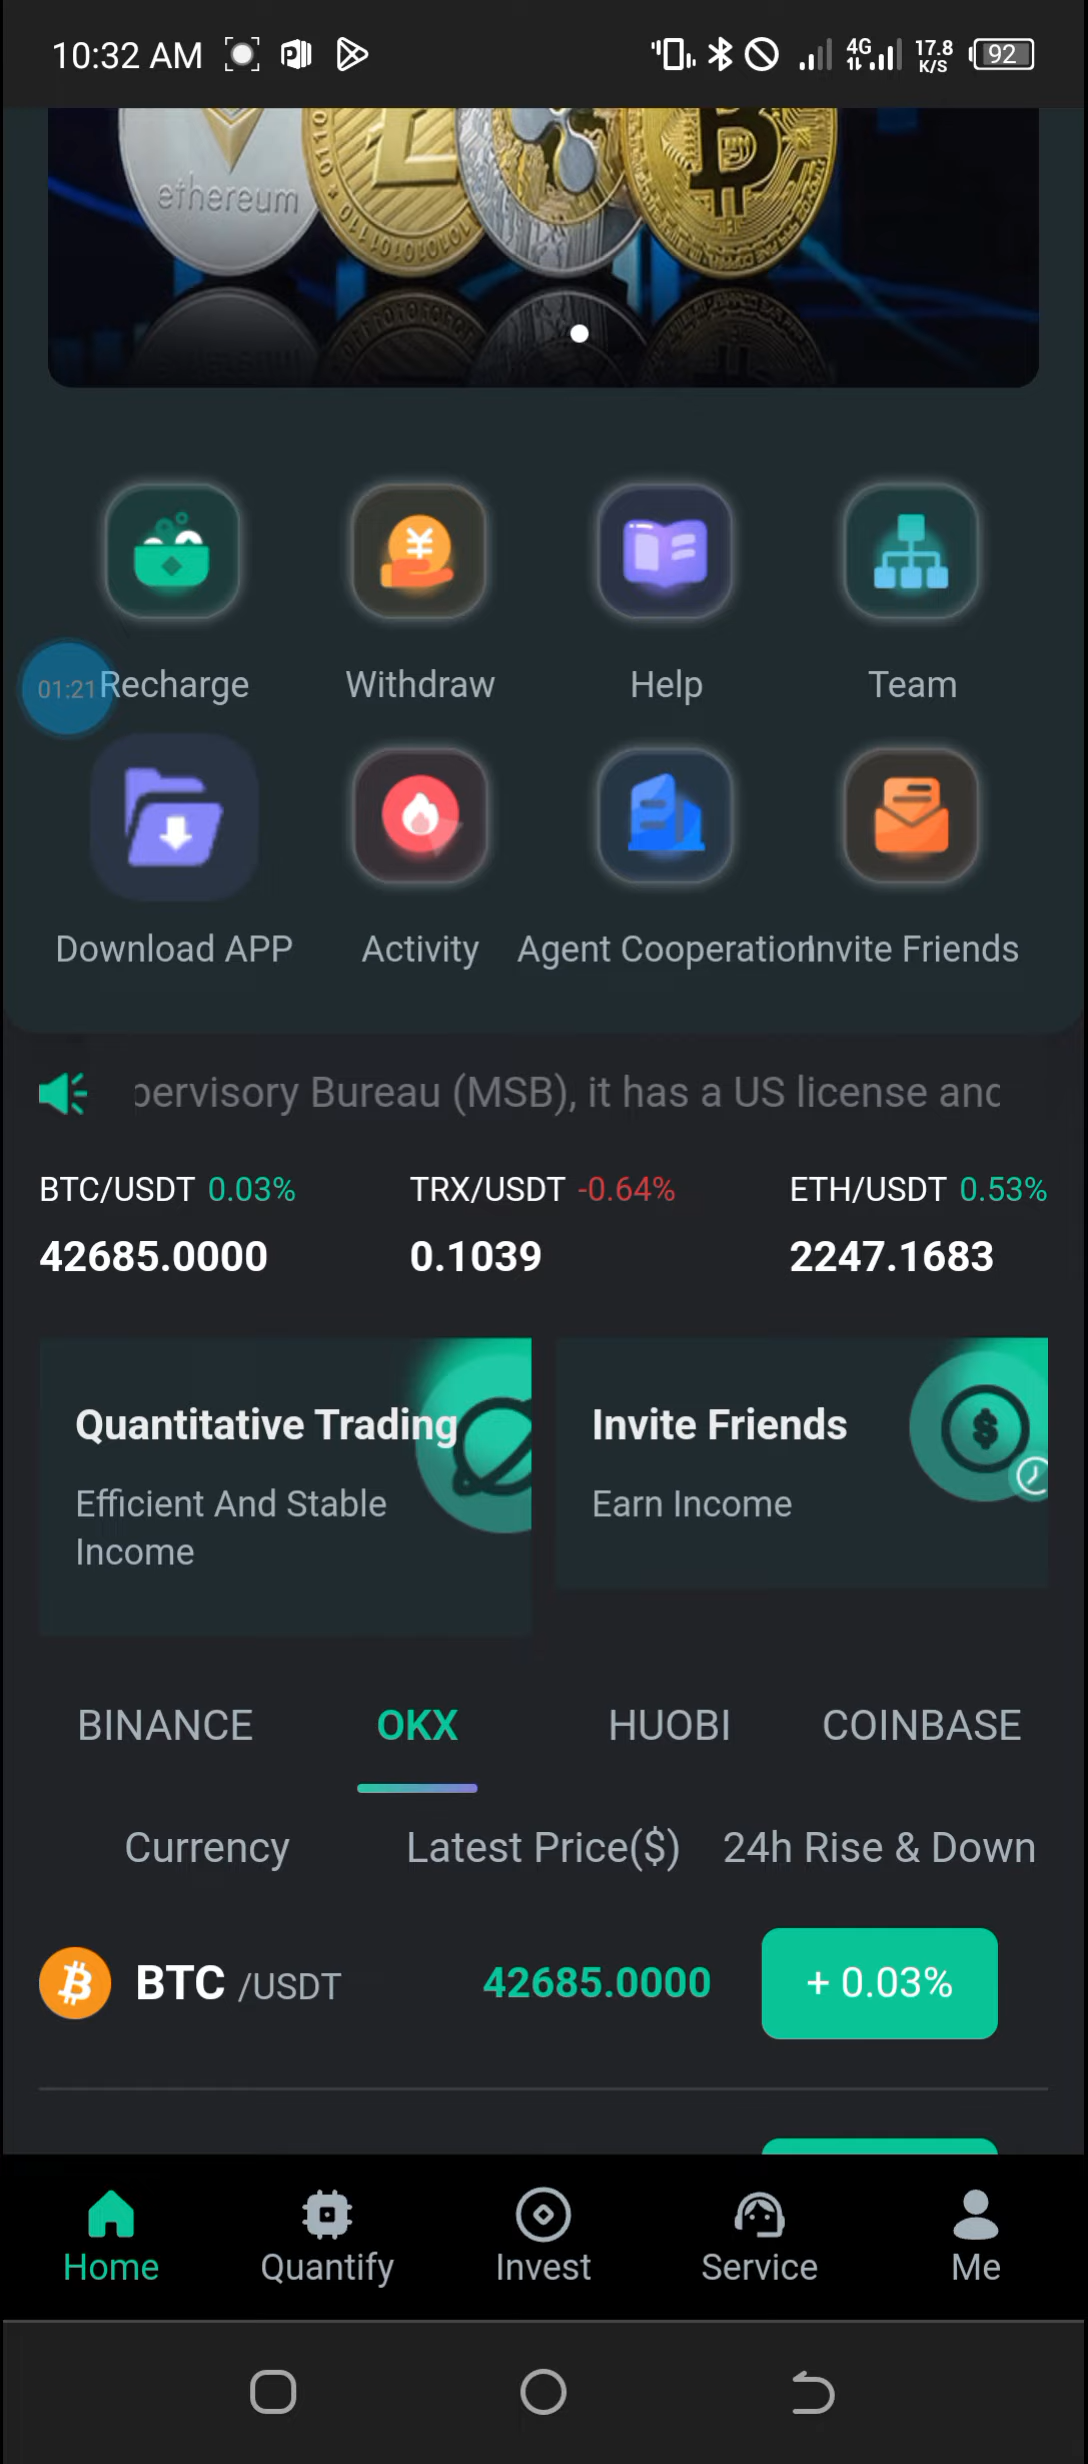 10:32 AM 4G 17.8 K/S 92
ethereum
01:21
Recharge Withdraw Help Team
Download APP Activity Agent Cooperation Invite Friends
pervisory Bureau (MSB), it has a US license and
BTC/USDT 0.03% TRX/USDT -0.64% ETH/USDT 0.53%
42685.0000 0.1039 2247.1683
Quantitative Trading
Efficient And Stable
Income
Invite Friends
Earn Income
BINANCE OKX HUOBI COINBASE
Currency Latest Price($) 24h Rise & Down
BTC /USDT 42685.0000 + 0.03%
Home Quantify Invest Service Me